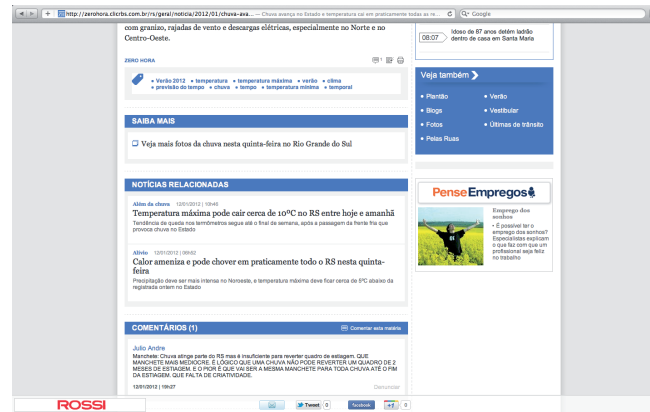 http://zerohora.clicrbs.com.br/rs/geral/noticia/2012/01/chuva-ava... — Chuva avança no Estado e temperatura cai em praticamente todas as re...
Google
com granizo, rajadas de vento e descargas elétricas, especialmente no Norte e no
Centro-Oeste.
ZERO HORA
1
• Verão 2012 • temperatura • temperatura máxima • verão • clima
• previsão do tempo • chuva • tempo • temperatura mínima • temporal
SAIBA MAIS
Veja mais fotos da chuva nesta quinta-feira no Rio Grande do Sul
NOTÍCIAS RELACIONADAS
Além da chuva 12/01/2012 | 10h46
Temperatura máxima pode cair cerca de 10ºC no RS entre hoje e amanhã
Tendência de queda nos termômetros segue até o final de semana, após a passagem da frente fria que
provoca chuva no Estado
Alívio 12/01/2012 | 06h52
Calor ameniza e pode chover em praticamente todo o RS nesta quinta-
feira
Precipitação deve ser mais intensa no Noroeste, e temperatura máxima deve ficar cerca de 5ºC abaixo da
registrada ontem no Estado
COMENTÁRIOS (1)
Comentar esta matéria
Julio Andre
Manchete: Chuva atinge parte do RS mas é insuficiente para reverter quadro de estiagem. QUE
MANCHETE MAIS MEDIOCRE. É LÓGICO QUE UMA CHUVA NÃO PODE REVERTER UM QUADRO DE 2
MESES DE ESTIAGEM. E O PIOR É QUE VAI SER A MESMA MANCHETE PARA TODA CHUVA ATÉ O FIM
DA ESTIAGEM. QUE FALTA DE CRIATIVIDADE.
12/01/2012 | 19h27
Denunciar
08:07
Idoso de 87 anos detém ladrão
dentro de casa em Santa Maria
Veja também
• Plantão
• Verão
• Blogs
• Vestibular
• Fotos
• Últimas de trânsito
• Pelas Ruas
PenseEmpregos
Emprego dos
sonhos
• É possível ter o
emprego dos sonhos?
Especialistas explicam
o que faz com que um
profissional seja feliz
no trabalho
ROSSI
Tweet 0
facebook
+1 0